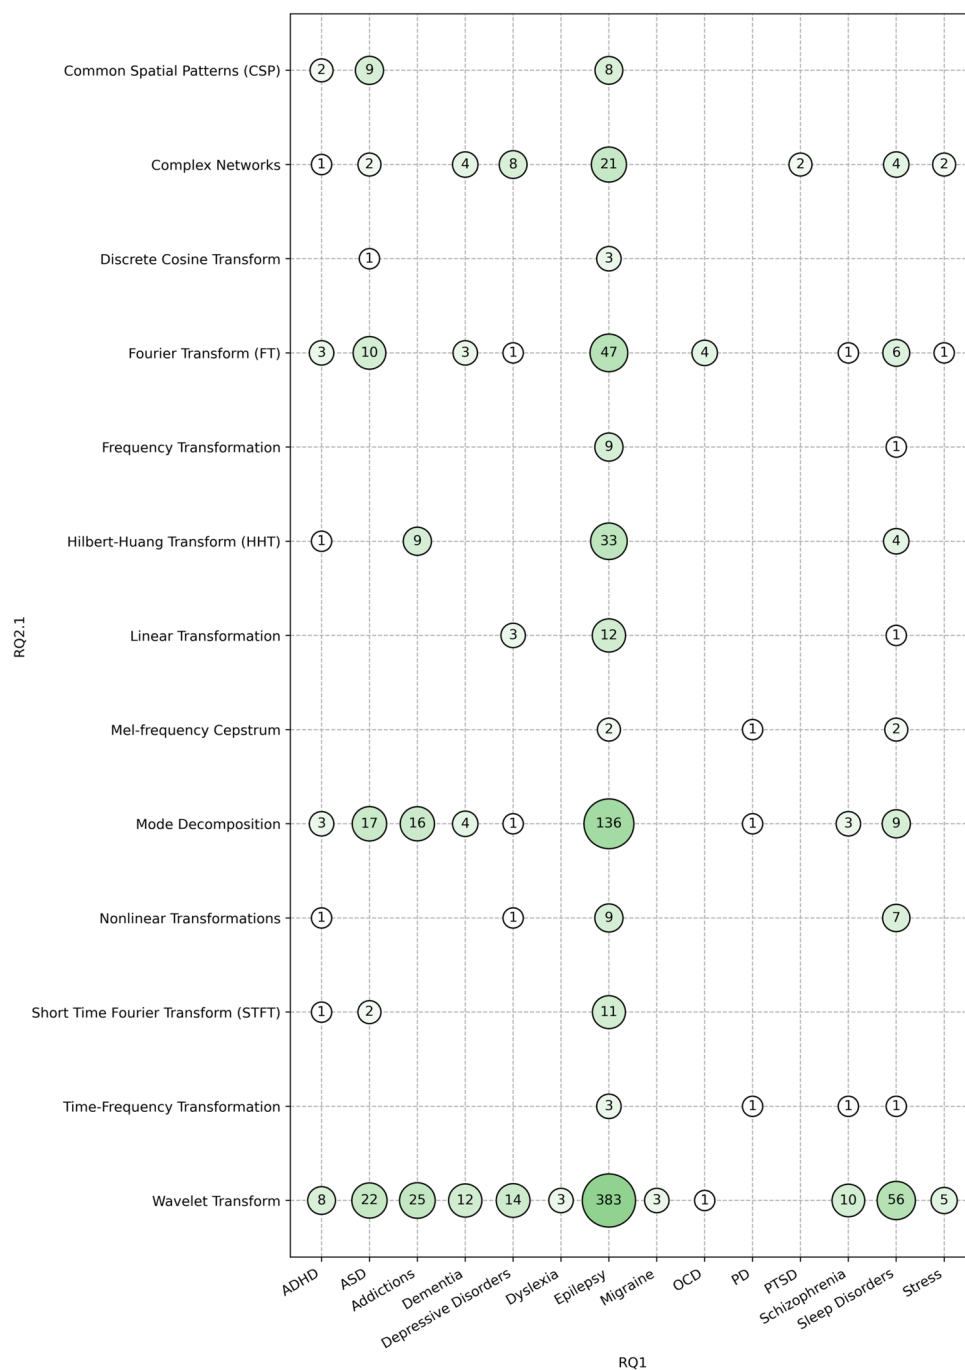 Common Spatial Patterns (CSP) 2 9 8
Complex Networks 1 2 4 8 21 2 4 2
Discrete Cosine Transform 1 3
Fourier Transform (FT) 3 10 3 1 47 4 1 6 1
Frequency Transformation 9 1
Hilbert-Huang Transform (HHT) 1 9 33 4
RQ2.1
Linear Transformation 3 12 1
Mel-frequency Cepstrum 2 1 2
Mode Decomposition 3 17 16 4 1 136 1 3 9
Nonlinear Transformations 1 1 9 7
Short Time Fourier Transform (STFT) 1 2 11
Time-Frequency Transformation 3 1 1 1
Wavelet Transform 8 22 25 12 14 3 383 3 1 10 56 5
ADHD
ASD
Addictions
Dementia
Depressive Disorders
Dyslexia
Epilepsy
Migraine
OCD
PD
PTSD
Schizophrenia
Sleep Disorders
Stress
RQ1